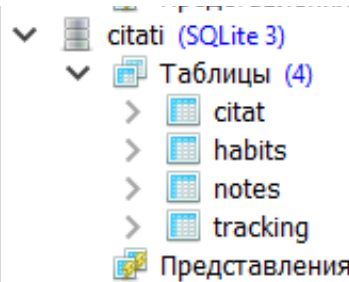 citati (SQLite 3)
Таблицы (4)
citat
habits
notes
tracking
Представления